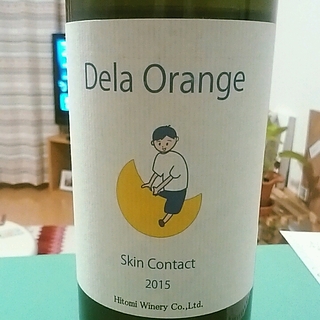 Dela Orange
Skin Contact
2015
Hitomi Winery Co.,Ltd.